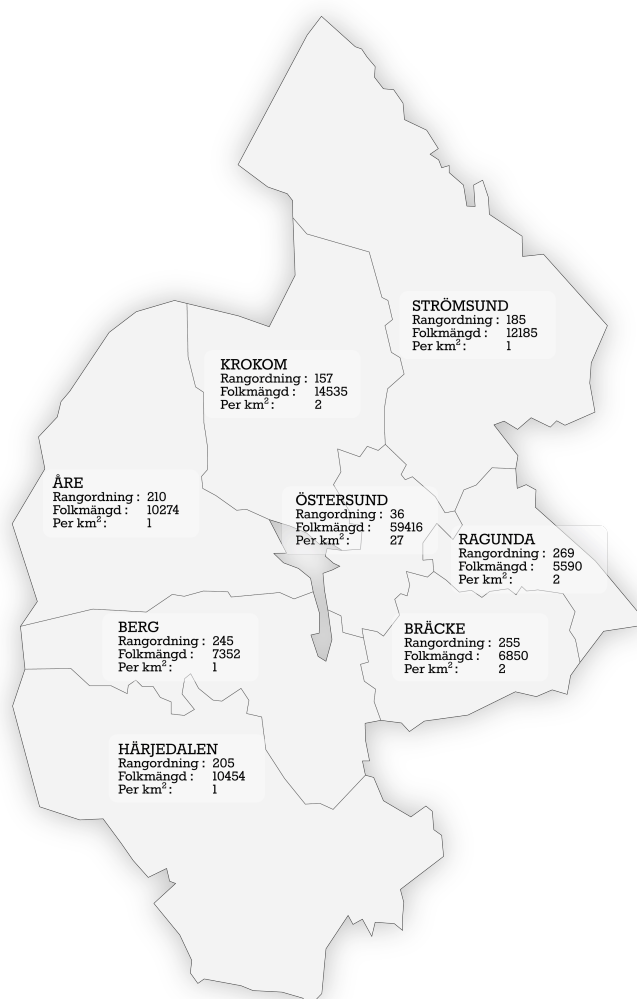 STRÖMSUND
Rangordning : 185
Folkmängd : 12185
Per km²: 1
KROKOM
Rangordning : 157
Folkmängd : 14535
Per km²: 2
ÅRE
Rangordning : 210
Folkmängd : 10274
Per km²: 1
ÖSTERSUND
Rangordning : 36
Folkmängd : 59416
Per km²: 27
RAGUNDA
Rangordning : 269
Folkmängd : 5590
Per km²: 2
BERG
Rangordning : 245
Folkmängd : 7352
Per km²: 1
BRÄCKE
Rangordning : 255
Folkmängd : 6850
Per km²: 2
HÄRJEDALEN
Rangordning : 205
Folkmängd : 10454
Per km²: 1